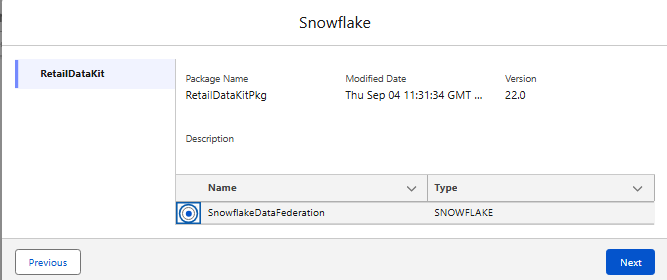 Snowflake
RetailDataKit
Package Name Modified Date Version
RetailDataKitPkg Thu Sep 04 11:31:34 GMT ... 22.0
Description
Name Type
SnowflakeDataFederation SNOWFLAKE
Previous Next